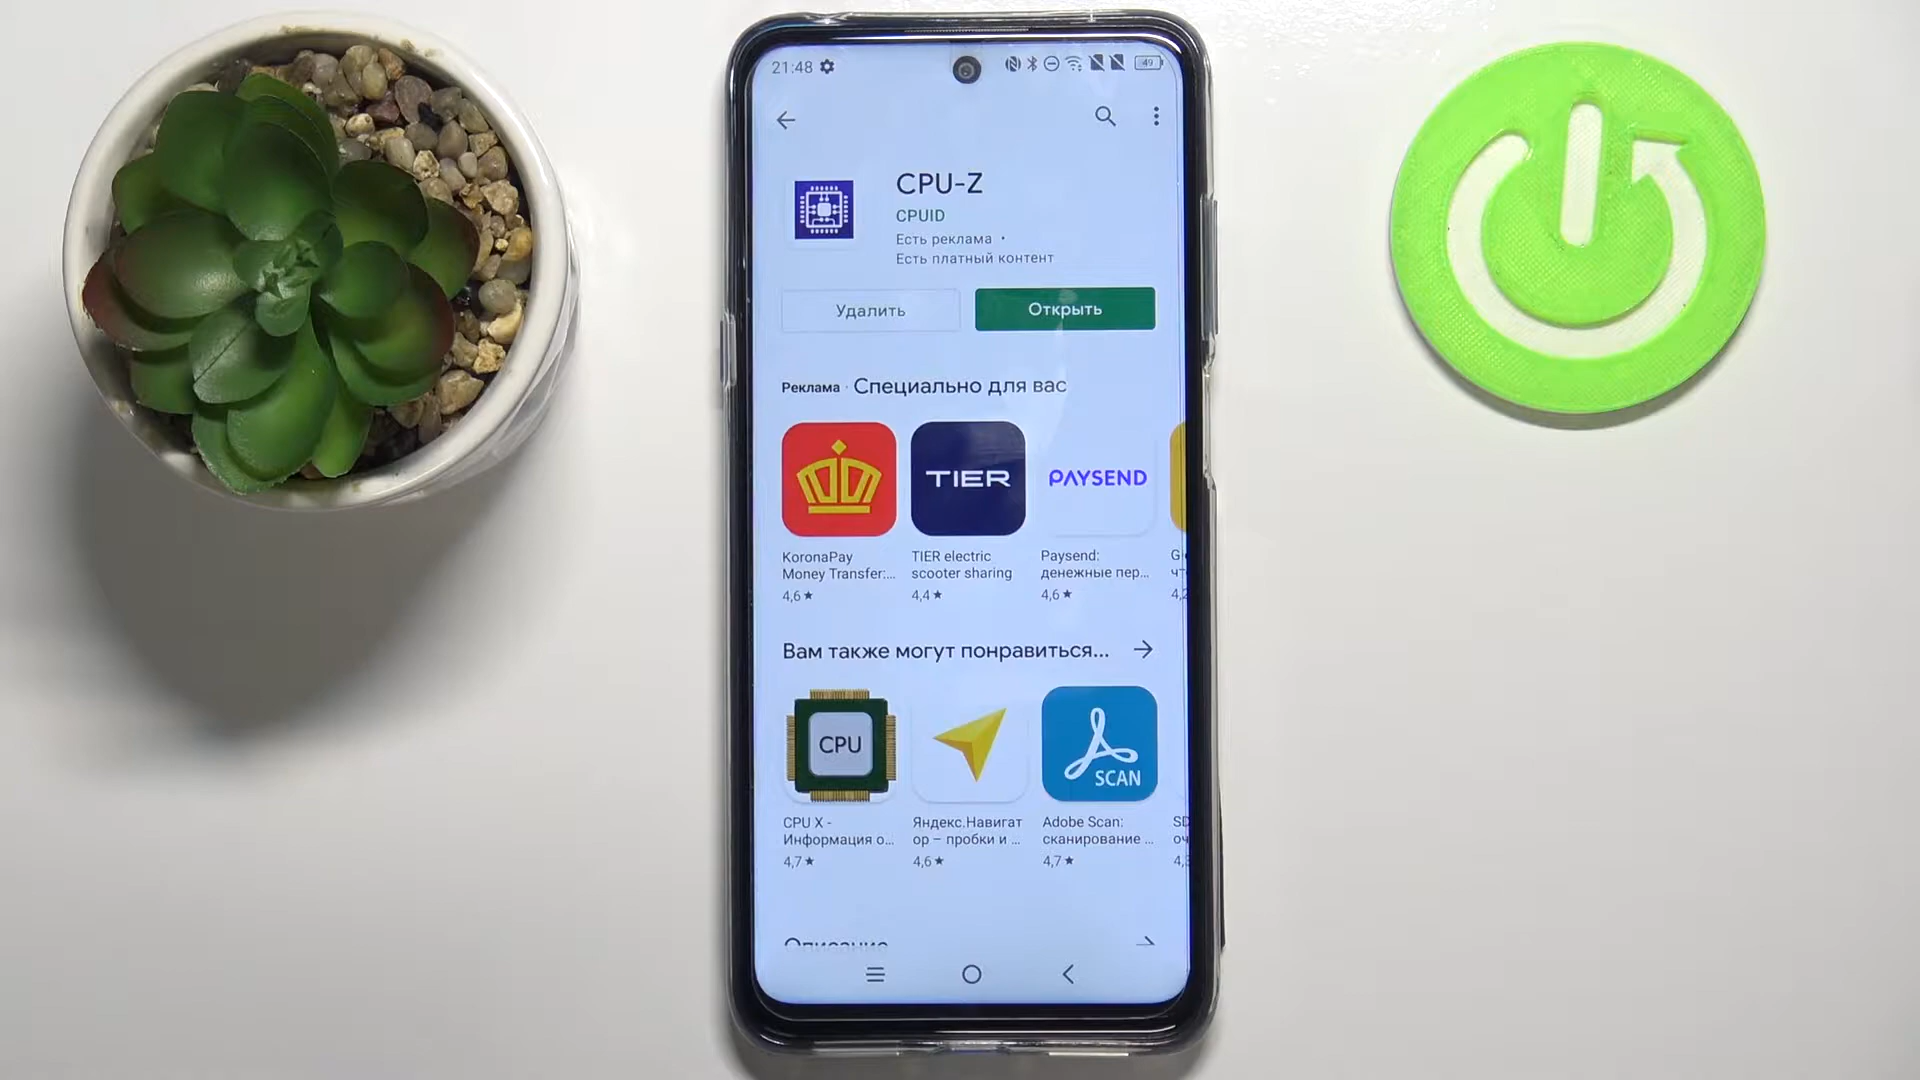 21:48
49
CPU-Z
CPUID
Есть реклама •
Есть платный контент
Удалить
Открыть
Реклама · Специально для вас
TIER
PAYSEND
KoronaPay
Money Transfer:...
4,6★
TIER electric
scooter sharing
4,4★
Paysend:
денежные пер...
4,6★
Вам также могут понравиться...
CPU
SCAN
CPU X -
Информация о...
4,7★
Яндекс.Навигат
ор – пробки и ...
4,6★
Adobe Scan:
сканирование ...
4,7★
Описание